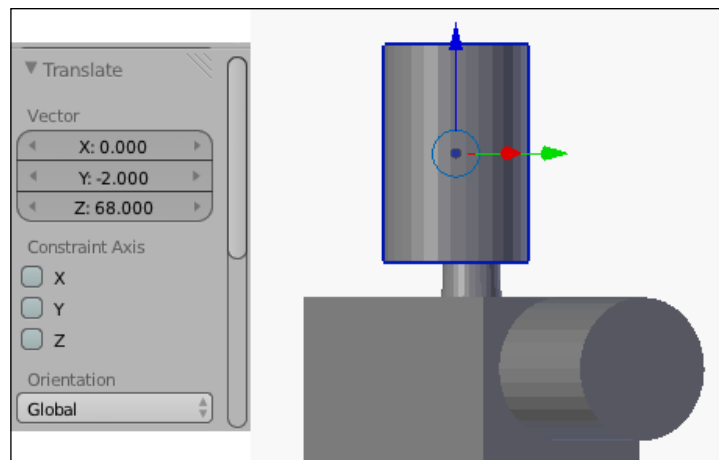 Translate
Vector
X: 0.000
Y: -2.000
Z: 68.000
Constraint Axis
X
Y
Z
Orientation
Global